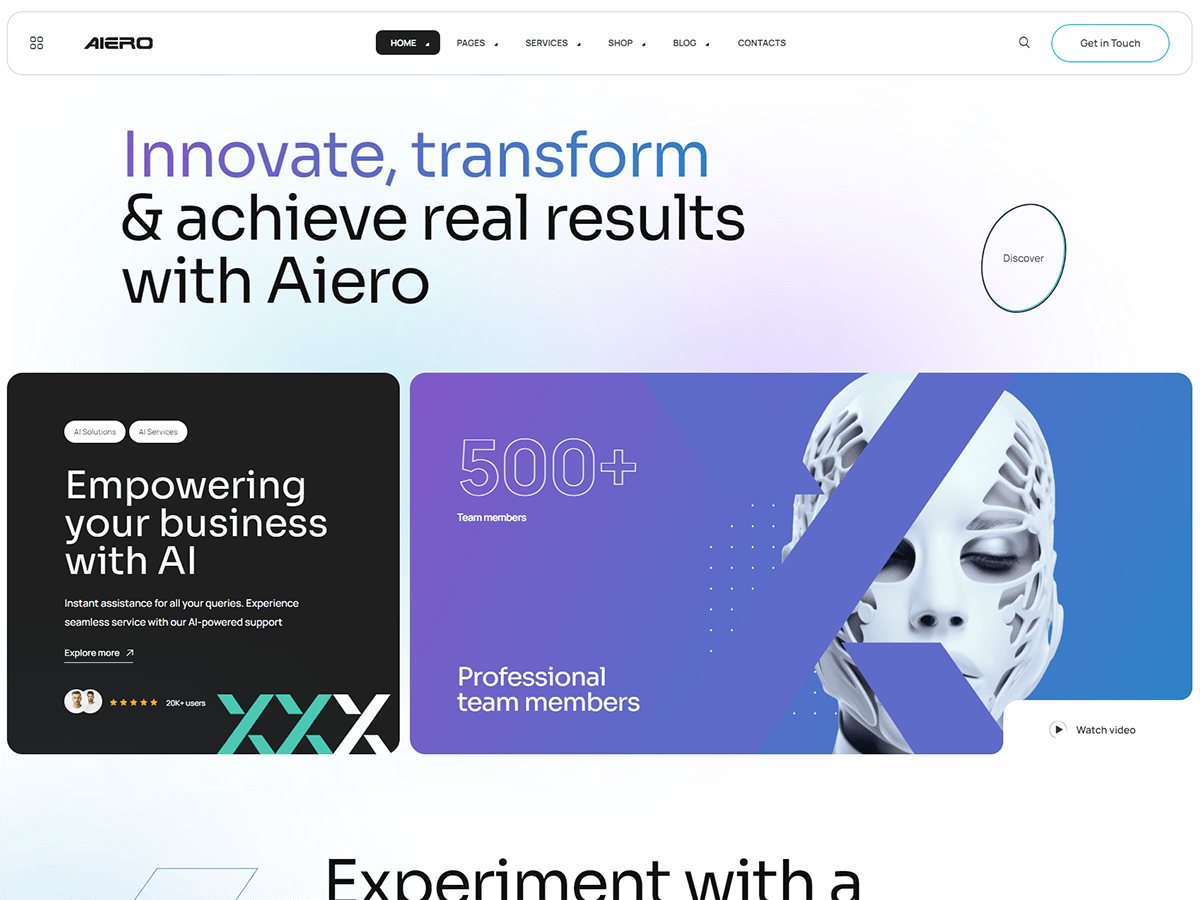 AIERO
HOME
PAGES
SERVICES
SHOP
BLOG
CONTACTS
Get in Touch
Innovate, transform
& achieve real results
with Aiero
Discover
AI Solutions
AI Services
Empowering
your business
with AI
Instant assistance for all your queries. Experience
seamless service with our AI-powered support
Explore more
20K+ users
500+
Team members
Professional
team members
Watch video
Experiment with a